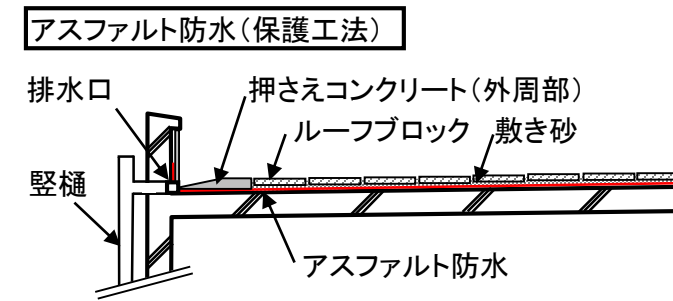 アスファルト防水（保護工法）
排水口
押さえコンクリート（外周部）
ルーフブロック
敷き砂
竪樋
アスファルト防水